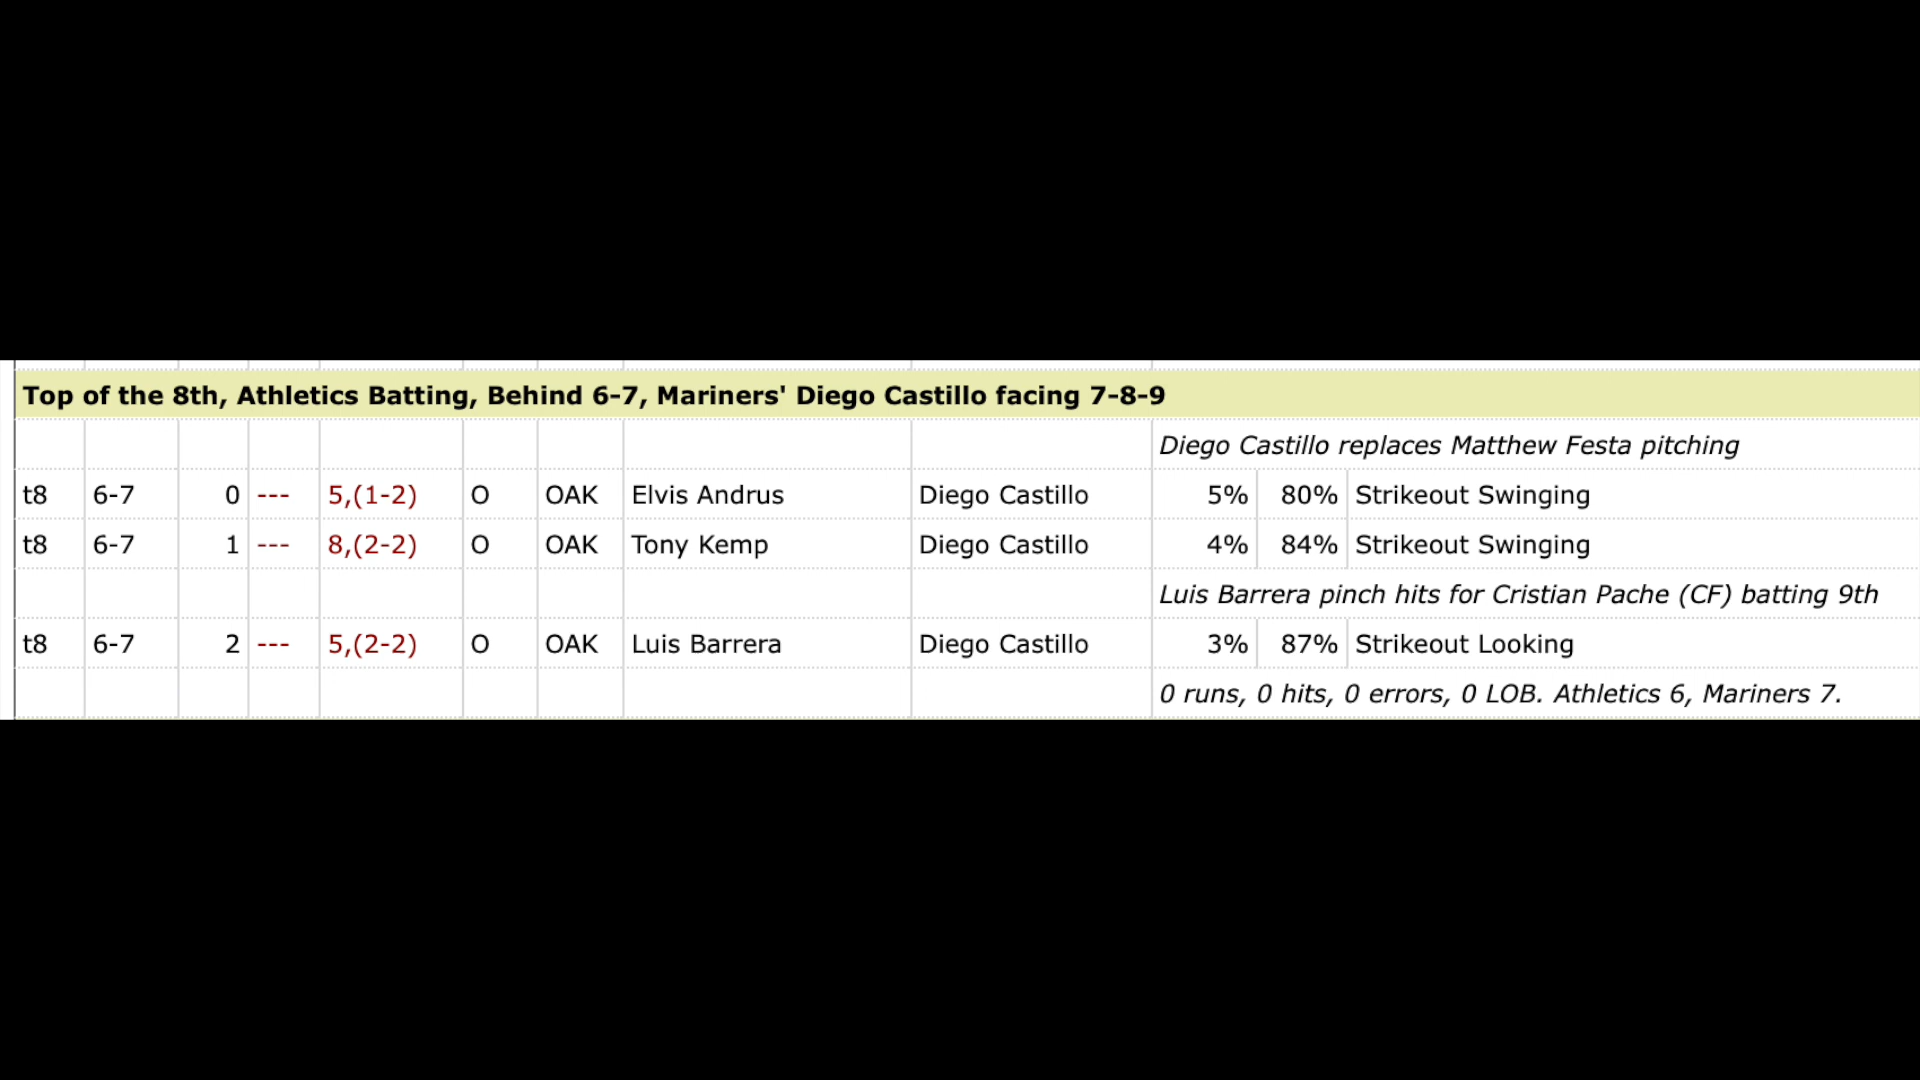 Top of the 8th, Athletics Batting, Behind 6-7, Mariners' Diego Castillo facing 7-8-9
Diego Castillo replaces Matthew Festa pitching
t8 6-7 0 --- 5,(1-2) O OAK Elvis Andrus Diego Castillo 5% 80% Strikeout Swinging
t8 6-7 1 --- 8,(2-2) O OAK Tony Kemp Diego Castillo 4% 84% Strikeout Swinging
Luis Barrera pinch hits for Cristian Pache (CF) batting 9th
t8 6-7 2 --- 5,(2-2) O OAK Luis Barrera Diego Castillo 3% 87% Strikeout Looking
0 runs, 0 hits, 0 errors, 0 LOB. Athletics 6, Mariners 7.